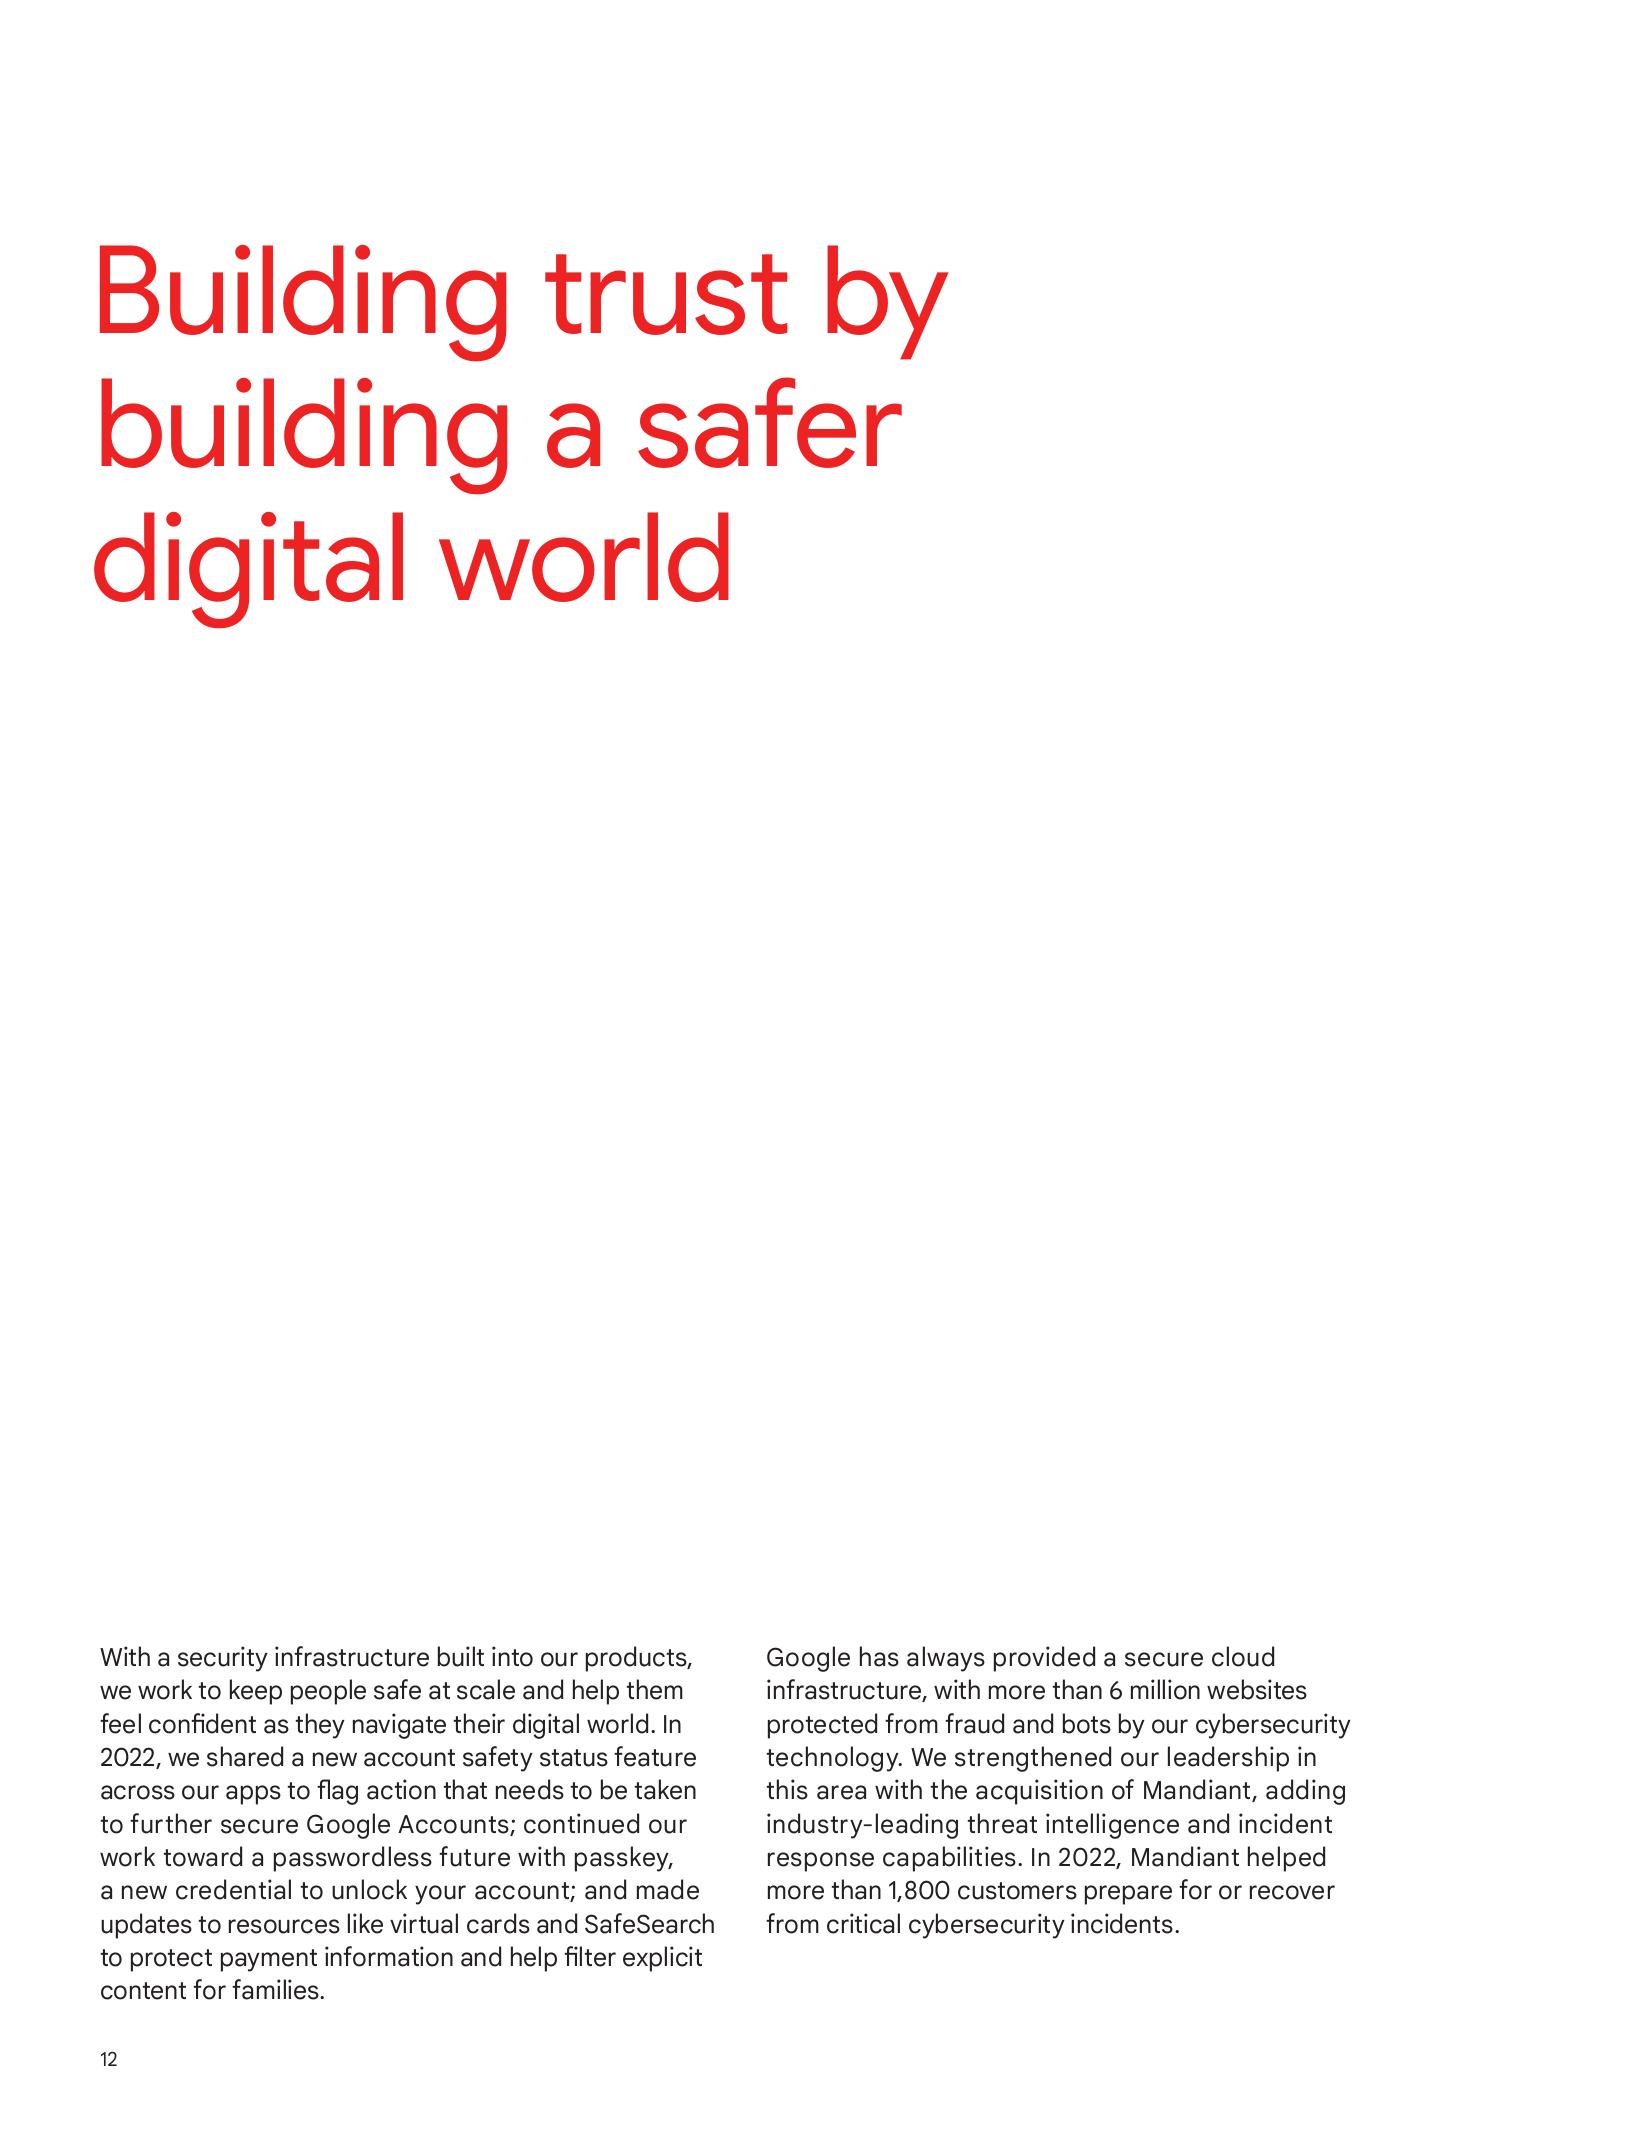 Building trust by
building a safer
digital world
With a security infrastructure built into our products,
we work to keep people safe at scale and help them
feel confident as they navigate their digital world. In
2022, we shared a new account safety status feature
across our apps to flag action that needs to be taken
to further secure Google Accounts; continued our
work toward a passwordless future with passkey,
a new credential to unlock your account; and made
updates to resources like virtual cards and SafeSearch
to protect payment information and help filter explicit
content for families.
Google has always provided a secure cloud
infrastructure, with more than 6 million websites
protected from fraud and bots by our cybersecurity
technology. We strengthened our leadership in
this area with the acquisition of Mandiant, adding
industry-leading threat intelligence and incident
response capabilities. In 2022, Mandiant helped
more than 1,800 customers prepare for or recover
from critical cybersecurity incidents.
12